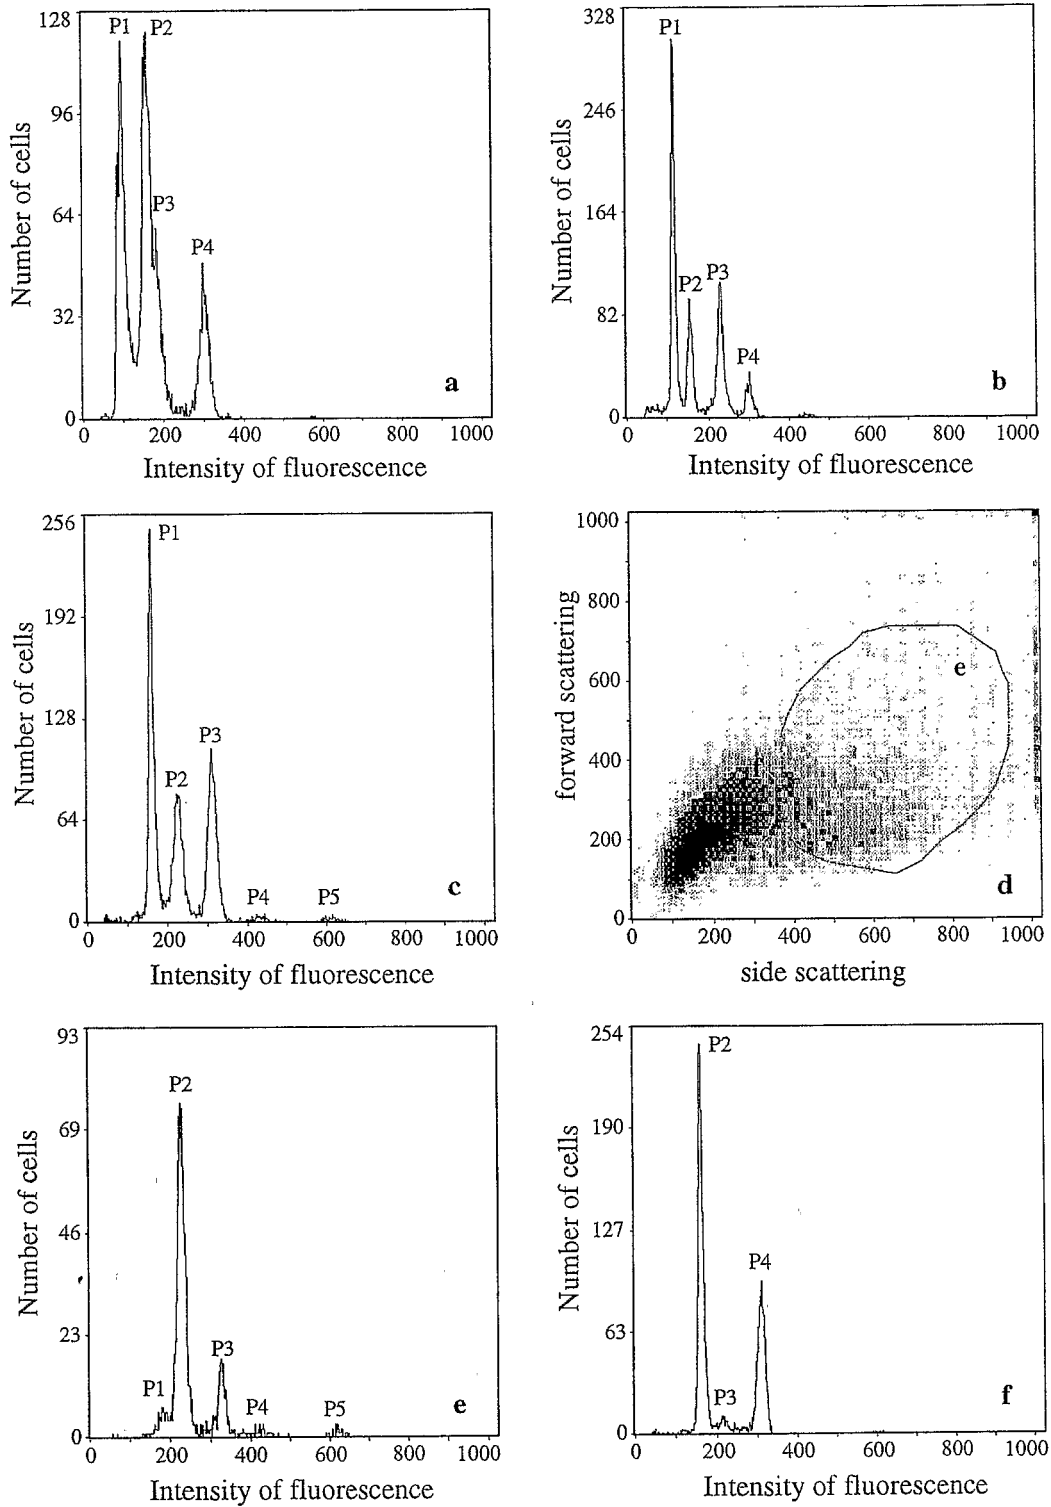 128
96
64
32
0
Number of cells
P1
P2
P3
P4
a
0 200 400 600 800 1000
Intensity of fluorescence
328
246
164
82
0
Number of cells
P1
P2
P3
P4
b
0 200 400 600 800 1000
Intensity of fluorescence
256
192
128
64
0
Number of cells
P1
P2
P3
P4
P5
c
0 200 400 600 800 1000
Intensity of fluorescence
1000
800
600
400
200
0
forward scattering
e
f
d
0 200 400 600 800 1000
side scattering
93
69
46
23
0
Number of cells
P1
P2
P3
P4
P5
e
0 200 400 600 800 1000
Intensity of fluorescence
254
190
127
63
0
Number of cells
P2
P3
P4
f
0 200 400 600 800 1000
Intensity of fluorescence